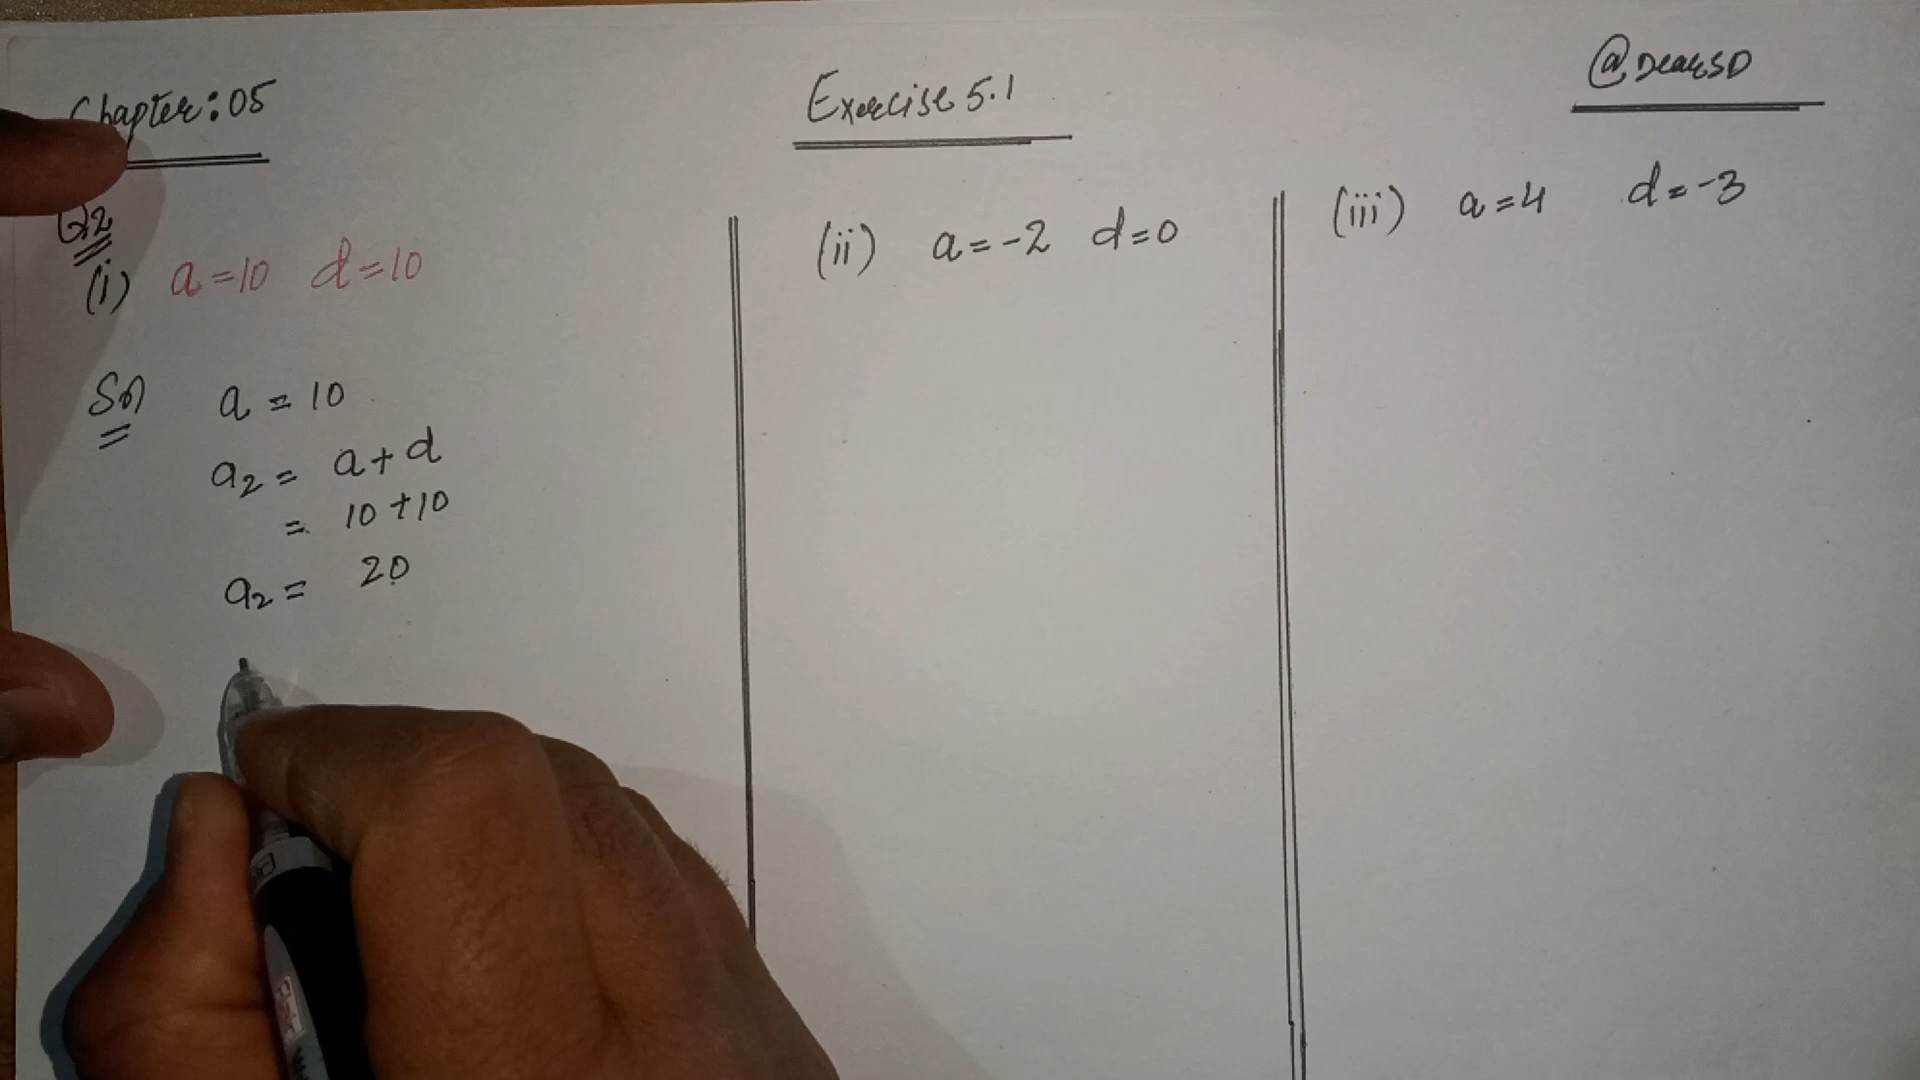 Chapter: 05
Exercise 5.1
@DearSD
Q2
(i) a=10 d=10
Sol a = 10
a2 = a+d
= 10+10
a2 = 20
(ii) a=-2 d=0
(iii) a=4 d=-3